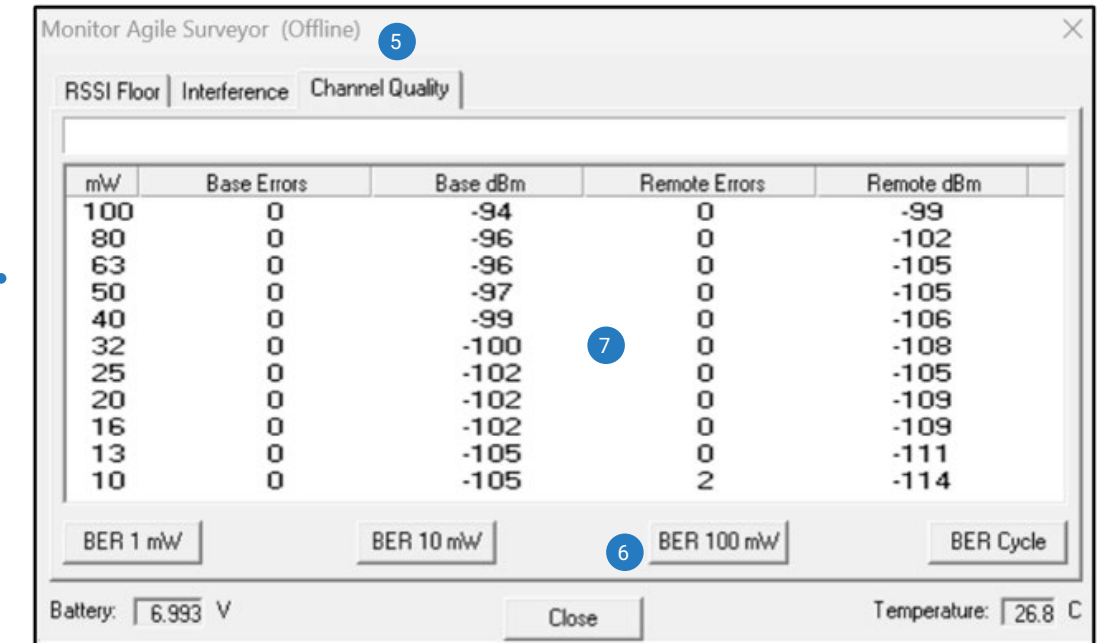 Monitor Agile Surveyor (Offline) 5
RSSI Floor Interference Channel Quality
mW Base Errors Base dBm Remote Errors Remote dBm
100 0 -94 0 -99
80 0 -96 0 -102
63 0 -96 0 -105
50 0 -97 0 -105
40 0 -99 0 -106
32 0 -100 7 0 -108
25 0 -102 0 -105
20 0 -102 0 -109
16 0 -102 0 -109
13 0 -105 0 -111
10 0 -105 2 -114
BER 1 mW BER 10 mW 6 BER 100 mW BER Cycle
Battery: 6.993 V Close Temperature: 26.8 C